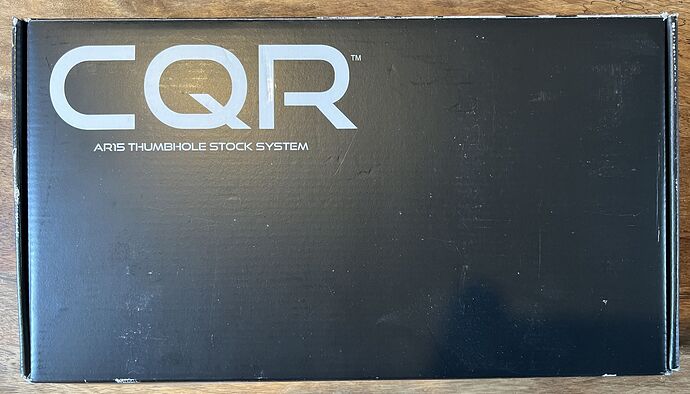 CQR™
AR15 THUMBHOLE STOCK SYSTEM